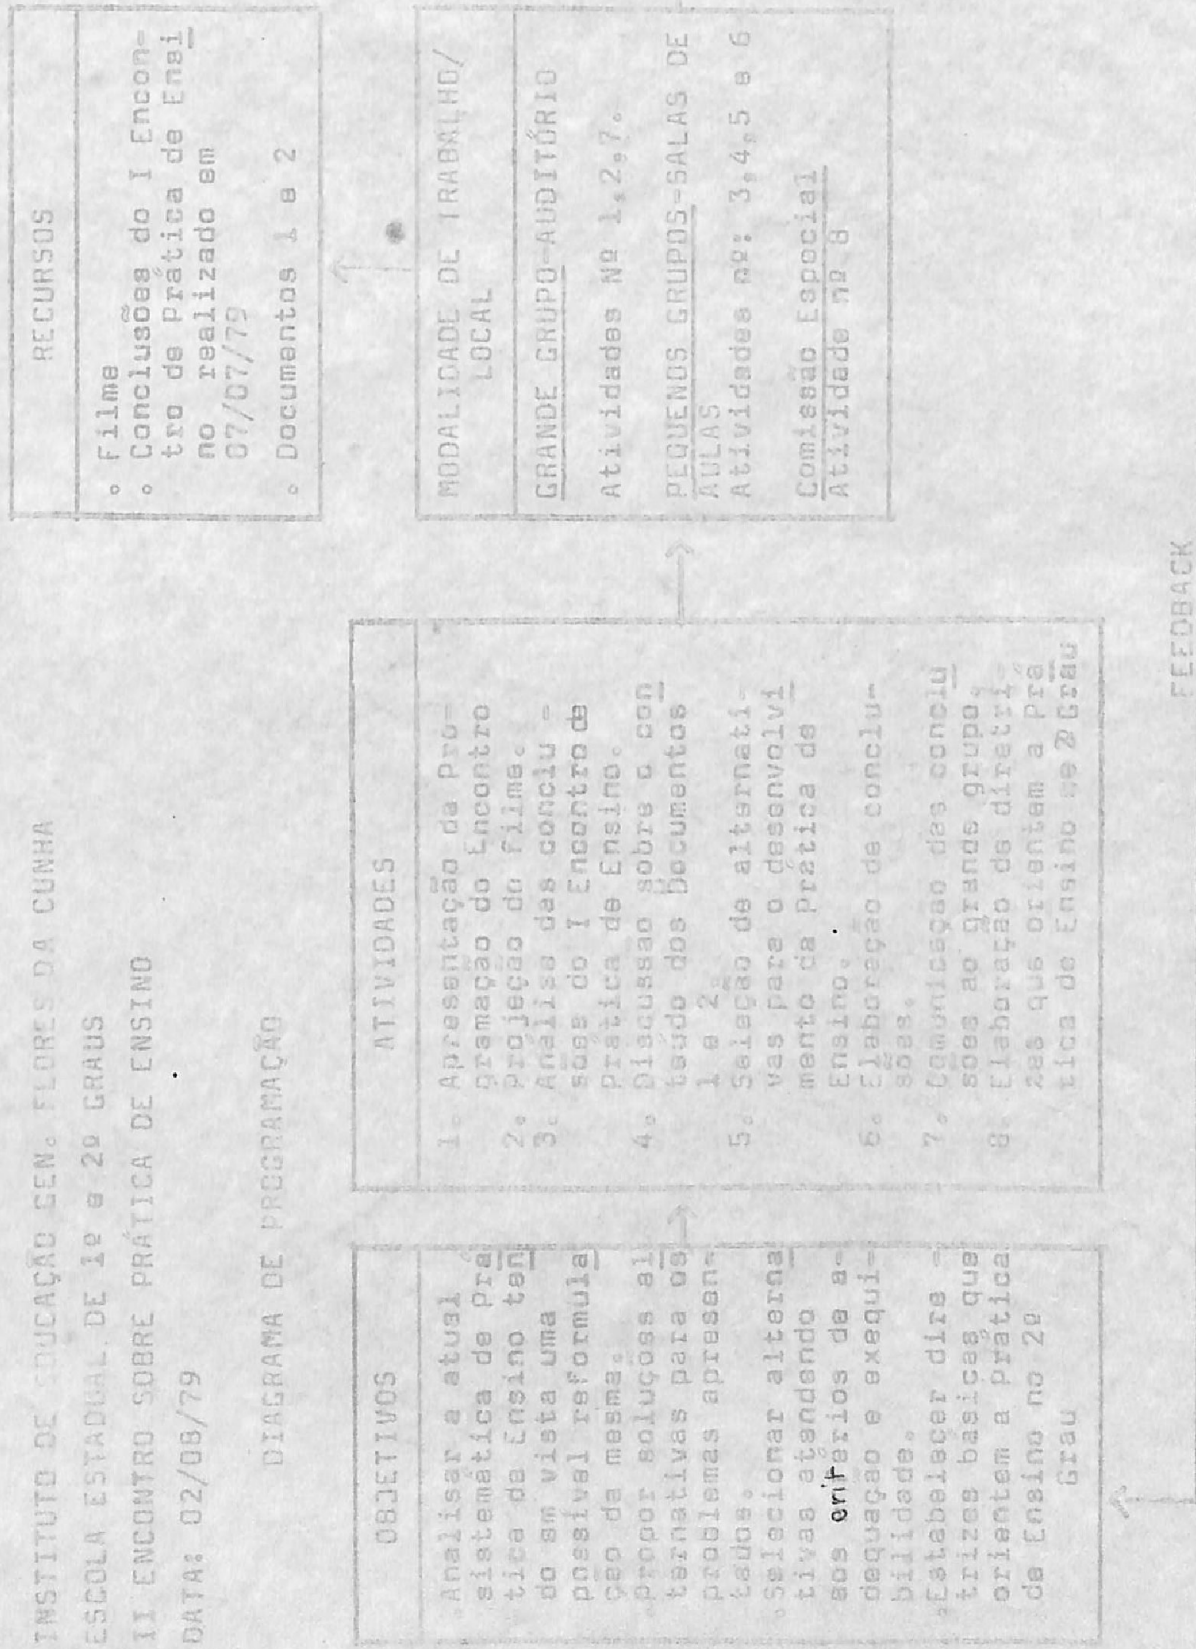 INSTITUTO DE EDUCAÇÃO GEN. FLORES DA CUNHA
ESCOLA ESTADUAL DE 1º e 2º GRAUS
II ENCONTRO SOBRE PRÁTICA DE ENSINO
DATA: 02/08/79
DIAGRAMA DE PROGRAMAÇÃO
OBJETIVOS
.Analisar a atual
sistemática de Prá
tica de Ensino ten
do em vista uma
possível reformula
ção da mesma.
.propor soluções al
ternativas para os
problemas apresen-
tados.
.Selecionar alterna
tivas atendendo
aos critérios de a-
dequação e exequi-
bilidade.
.Estabelecer dire -
trizes básicas que
orientem a prática
de Ensino no 2º
Grau
ATIVIDADES
1. Apresentação da Pro-
gramação do Encontro
2. projeção do filme.
3. Análise das conclu -
sões do I Encontro de
prática de Ensino.
4. Discussão sobre o con
teúdo dos Documentos
1 e 2.
5. Seleção de alternati-
vas para o desenvolvi
mento da Prática de
Ensino.
6. Elaboração de conclu-
sões.
7. Comunicação das conclu
sões ao grande grupo.
8. Elaboração de diretri-
zes que orientem a Prá
tica de Ensino de 2º Grau
RECURSOS
. Filme
. Conclusões do I Encon-
tro de Prática de Ensi
no realizado em
07/07/79
. Documentos 1 e 2
MODALIDADE DE TRABALHO/
LOCAL
GRANDE GRUPO-AUDITÓRIO
Atividades Nº 1,2,7.
PEQUENOS GRUPOS-SALAS DE
AULAS
Atividades nº: 3,4,5 e 6
Comissão Especial
Atividade nº 8
FEEDBACK